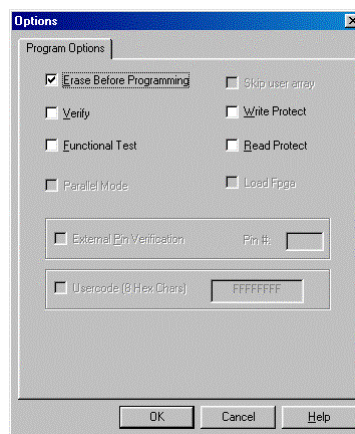 Options
Program Options
Erase Before Programming
Skip user array
Verify
Write Protect
Functional Test
Read Protect
Parallel Mode
Load Fpga
External Pin Verification
Pin #:
Usercode (8 Hex Chars)
FFFFFFFF
OK
Cancel
Help